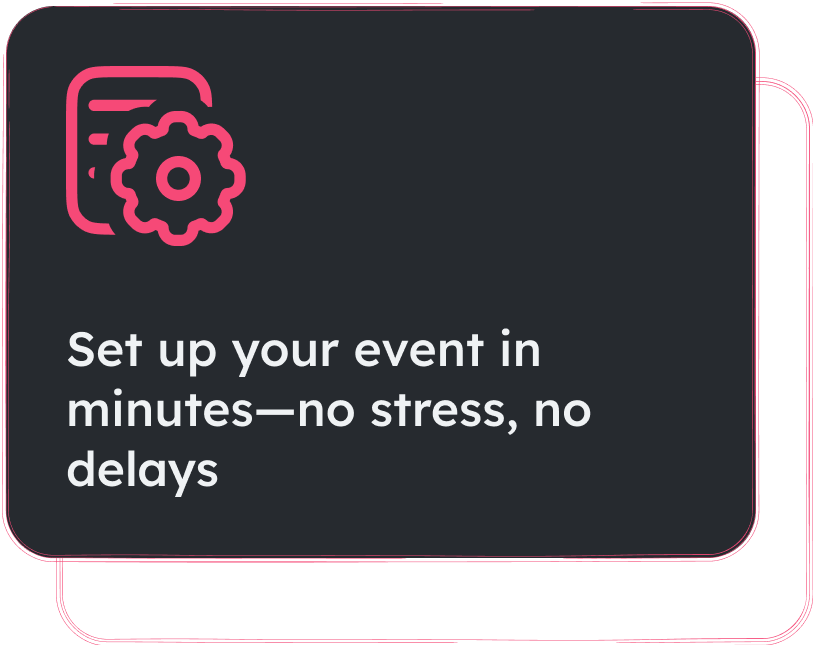 Set up your event in
minutes—no stress, no
delays